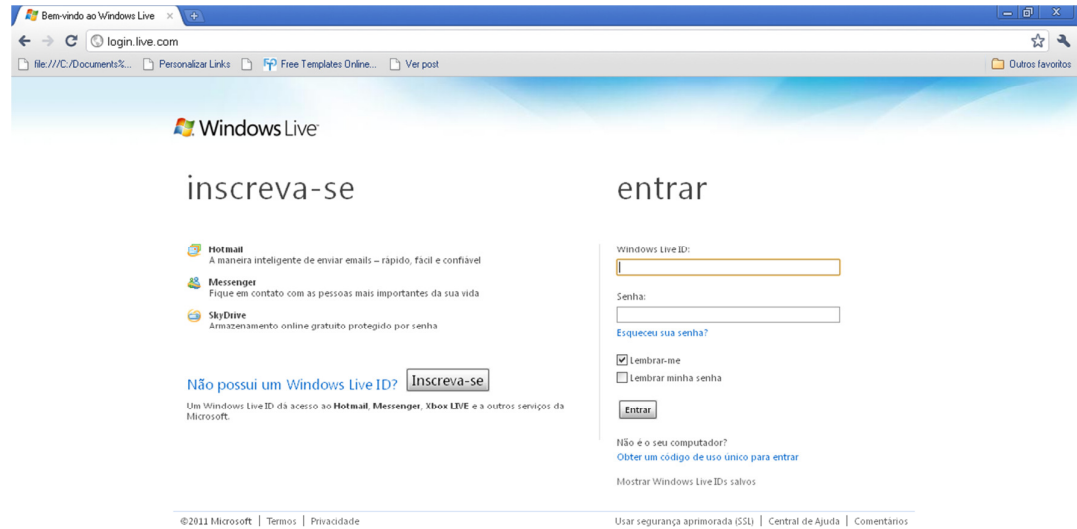 Bem-vindo ao Windows Live
login.live.com
file:///C:/Documents%... Personalizar Links Free Templates Online... Ver post Outros favoritos
Windows Live
inscreva-se
Hotmail
A maneira inteligente de enviar emails – rápido, fácil e confiável
Messenger
Fique em contato com as pessoas mais importantes da sua vida
SkyDrive
Armazenamento online gratuito protegido por senha
Não possui um Windows Live ID? Inscreva-se
Um Windows Live ID dá acesso ao Hotmail, Messenger, Xbox LIVE e a outros serviços da
Microsoft.
entrar
Windows Live ID:
Senha:
Esqueceu sua senha?
Lembrar-me
Lembrar minha senha
Entrar
Não é o seu computador?
Obter um código de uso único para entrar
Mostrar Windows Live IDs salvos
©2011 Microsoft | Termos | Privacidade
Usar segurança aprimorada (SSL) | Central de Ajuda | Comentários